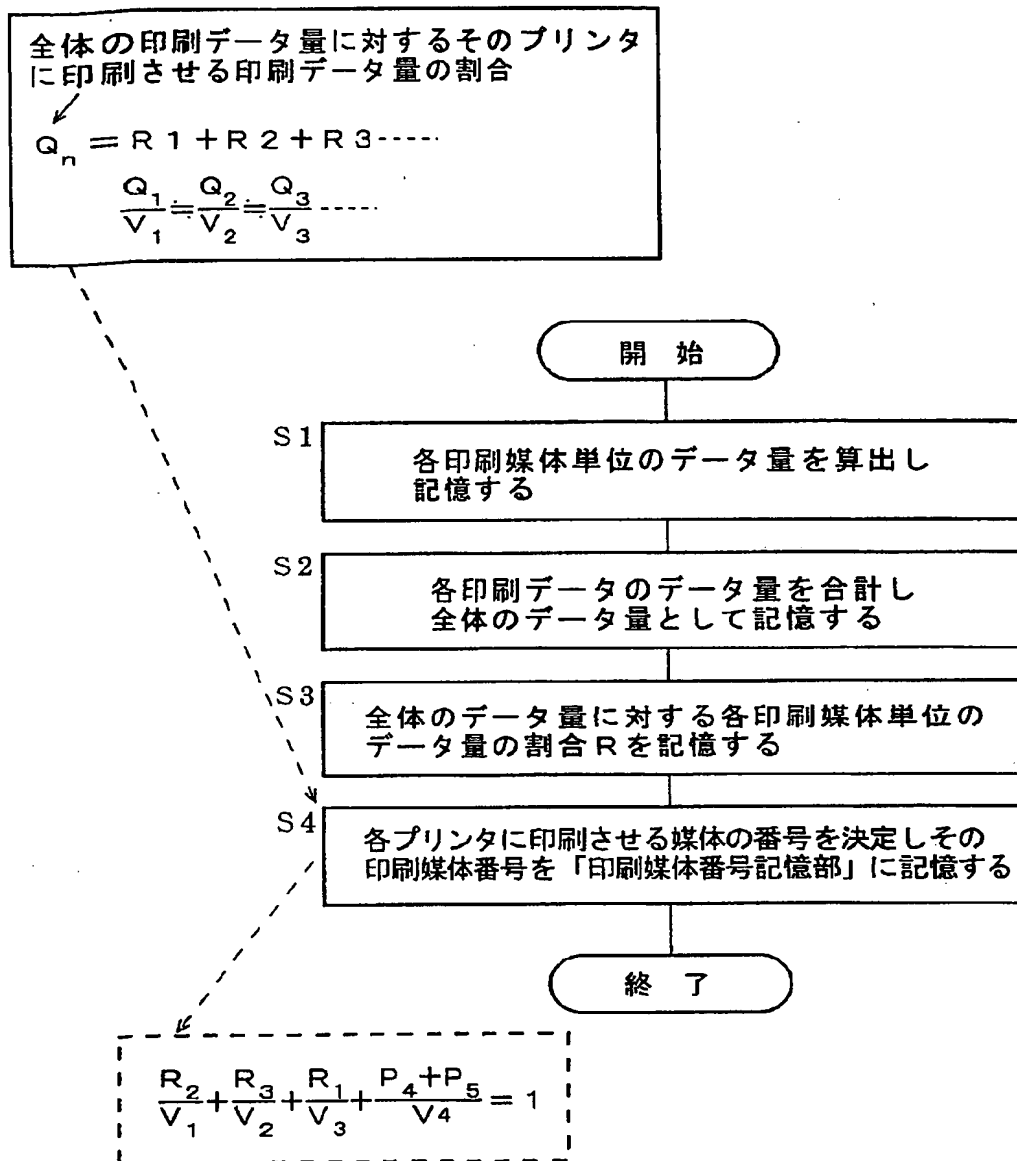 全体の印刷データ量に対するそのプリンタ
に印刷させる印刷データ量の割合
Qn = R1+R2+R3-----
Q1/V1≒Q2/V2≒Q3/V3-----
開 始
S1
各印刷媒体単位のデータ量を算出し
記憶する
S2
各印刷データのデータ量を合計し
全体のデータ量として記憶する
S3
全体のデータ量に対する各印刷媒体単位の
データ量の割合Rを記憶する
S4
各プリンタに印刷させる媒体の番号を決定しその
印刷媒体番号を「印刷媒体番号記憶部」に記憶する
終 了
R2/V1+R3/V2+R1/V3+P4+P5/V4=1